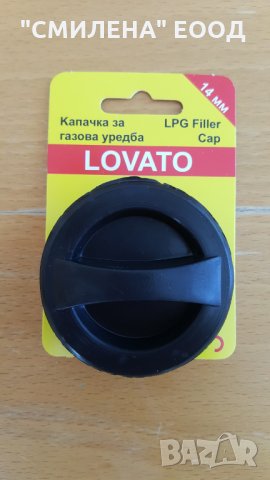 "СМИЛЕНА" ЕООД
14 мм
Капачка за газова уредба
LPG Filler Cap
LOVATO
BAZAR